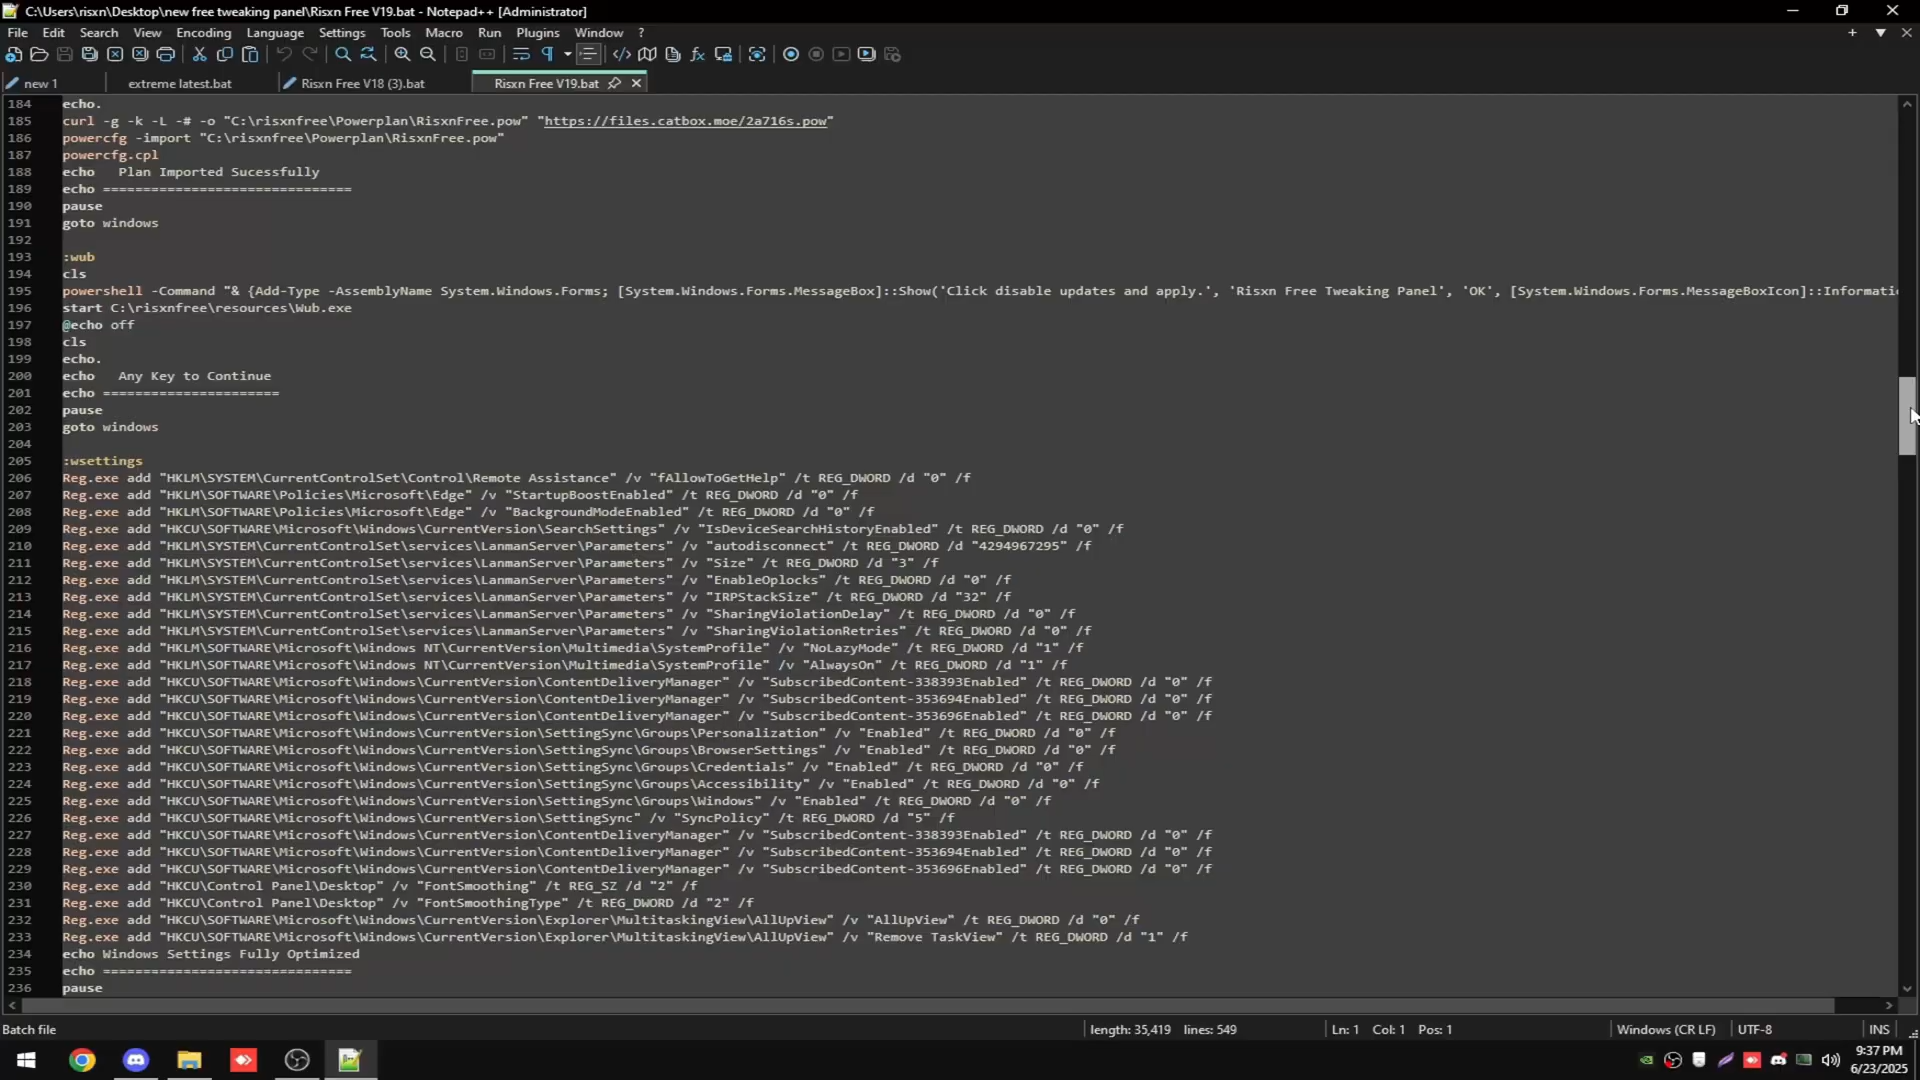 C:\Users\risxn\Desktop\new free tweaking panel\Risxn Free V19.bat - Notepad++ [Administrator]
File Edit Search View Encoding Language Settings Tools Macro Run Plugins Window ?
new 1 extreme latest.bat Risxn Free V18 (3).bat Risxn Free V19.bat
184 echo.
185 curl -g -k -L -# -o "C:\risxnfree\Powerplan\RisxnFree.pow" "https://files.catbox.moe/2a716s.pow"
186 powercfg -import "C:\risxnfree\Powerplan\RisxnFree.pow"
187 powercfg.cpl
188 echo   Plan Imported Sucessfully
189 echo ===============================
190 pause
191 goto windows
192
193 :wub
194 cls
195 powershell -Command "& {Add-Type -AssemblyName System.Windows.Forms; [System.Windows.Forms.MessageBox]::Show('Click disable updates and apply.', 'Risxn Free Tweaking Panel', 'OK', [System.Windows.Forms.MessageBoxIcon]::Informatio
196 start C:\risxnfree\resources\Wub.exe
197 @echo off
198 cls
199 echo.
200 echo   Any Key to Continue
201 echo ======================
202 pause
203 goto windows
204
205 :wsettings
206 Reg.exe add "HKLM\SYSTEM\CurrentControlSet\Control\Remote Assistance" /v "fAllowToGetHelp" /t REG_DWORD /d "0" /f
207 Reg.exe add "HKLM\SOFTWARE\Policies\Microsoft\Edge" /v "StartupBoostEnabled" /t REG_DWORD /d "0" /f
208 Reg.exe add "HKLM\SOFTWARE\Policies\Microsoft\Edge" /v "BackgroundModeEnabled" /t REG_DWORD /d "0" /f
209 Reg.exe add "HKCU\SOFTWARE\Microsoft\Windows\CurrentVersion\SearchSettings" /v "IsDeviceSearchHistoryEnabled" /t REG_DWORD /d "0" /f
210 Reg.exe add "HKLM\SYSTEM\CurrentControlSet\services\LanmanServer\Parameters" /v "autodisconnect" /t REG_DWORD /d "4294967295" /f
211 Reg.exe add "HKLM\SYSTEM\CurrentControlSet\services\LanmanServer\Parameters" /v "Size" /t REG_DWORD /d "3" /f
212 Reg.exe add "HKLM\SYSTEM\CurrentControlSet\services\LanmanServer\Parameters" /v "EnableOplocks" /t REG_DWORD /d "0" /f
213 Reg.exe add "HKLM\SYSTEM\CurrentControlSet\services\LanmanServer\Parameters" /v "IRPStackSize" /t REG_DWORD /d "32" /f
214 Reg.exe add "HKLM\SYSTEM\CurrentControlSet\services\LanmanServer\Parameters" /v "SharingViolationDelay" /t REG_DWORD /d "0" /f
215 Reg.exe add "HKLM\SYSTEM\CurrentControlSet\services\LanmanServer\Parameters" /v "SharingViolationRetries" /t REG_DWORD /d "0" /f
216 Reg.exe add "HKLM\SOFTWARE\Microsoft\Windows NT\CurrentVersion\Multimedia\SystemProfile" /v "NoLazyMode" /t REG_DWORD /d "1" /f
217 Reg.exe add "HKLM\SOFTWARE\Microsoft\Windows NT\CurrentVersion\Multimedia\SystemProfile" /v "AlwaysOn" /t REG_DWORD /d "1" /f
218 Reg.exe add "HKCU\SOFTWARE\Microsoft\Windows\CurrentVersion\ContentDeliveryManager" /v "SubscribedContent-338393Enabled" /t REG_DWORD /d "0" /f
219 Reg.exe add "HKCU\SOFTWARE\Microsoft\Windows\CurrentVersion\ContentDeliveryManager" /v "SubscribedContent-353694Enabled" /t REG_DWORD /d "0" /f
220 Reg.exe add "HKCU\SOFTWARE\Microsoft\Windows\CurrentVersion\ContentDeliveryManager" /v "SubscribedContent-353696Enabled" /t REG_DWORD /d "0" /f
221 Reg.exe add "HKCU\SOFTWARE\Microsoft\Windows\CurrentVersion\SettingSync\Groups\Personalization" /v "Enabled" /t REG_DWORD /d "0" /f
222 Reg.exe add "HKCU\SOFTWARE\Microsoft\Windows\CurrentVersion\SettingSync\Groups\BrowserSettings" /v "Enabled" /t REG_DWORD /d "0" /f
223 Reg.exe add "HKCU\SOFTWARE\Microsoft\Windows\CurrentVersion\SettingSync\Groups\Credentials" /v "Enabled" /t REG_DWORD /d "0" /f
224 Reg.exe add "HKCU\SOFTWARE\Microsoft\Windows\CurrentVersion\SettingSync\Groups\Accessibility" /v "Enabled" /t REG_DWORD /d "0" /f
225 Reg.exe add "HKCU\SOFTWARE\Microsoft\Windows\CurrentVersion\SettingSync\Groups\Windows" /v "Enabled" /t REG_DWORD /d "0" /f
226 Reg.exe add "HKCU\SOFTWARE\Microsoft\Windows\CurrentVersion\SettingSync" /v "SyncPolicy" /t REG_DWORD /d "5" /f
227 Reg.exe add "HKCU\SOFTWARE\Microsoft\Windows\CurrentVersion\ContentDeliveryManager" /v "SubscribedContent-338393Enabled" /t REG_DWORD /d "0" /f
228 Reg.exe add "HKCU\SOFTWARE\Microsoft\Windows\CurrentVersion\ContentDeliveryManager" /v "SubscribedContent-353694Enabled" /t REG_DWORD /d "0" /f
229 Reg.exe add "HKCU\SOFTWARE\Microsoft\Windows\CurrentVersion\ContentDeliveryManager" /v "SubscribedContent-353696Enabled" /t REG_DWORD /d "0" /f
230 Reg.exe add "HKCU\Control Panel\Desktop" /v "FontSmoothing" /t REG_SZ /d "2" /f
231 Reg.exe add "HKCU\Control Panel\Desktop" /v "FontSmoothingType" /t REG_DWORD /d "2" /f
232 Reg.exe add "HKCU\SOFTWARE\Microsoft\Windows\CurrentVersion\Explorer\MultitaskingView\AllUpView" /v "AllUpView" /t REG_DWORD /d "0" /f
233 Reg.exe add "HKCU\SOFTWARE\Microsoft\Windows\CurrentVersion\Explorer\MultitaskingView\AllUpView" /v "Remove TaskView" /t REG_DWORD /d "1" /f
234 echo Windows Settings Fully Optimized
235 echo ===============================
236 pause
Batch file length: 35,419 lines: 549 Ln: 1 Col: 1 Pos: 1 Windows (CR LF) UTF-8 INS
9:37 PM
6/23/2025